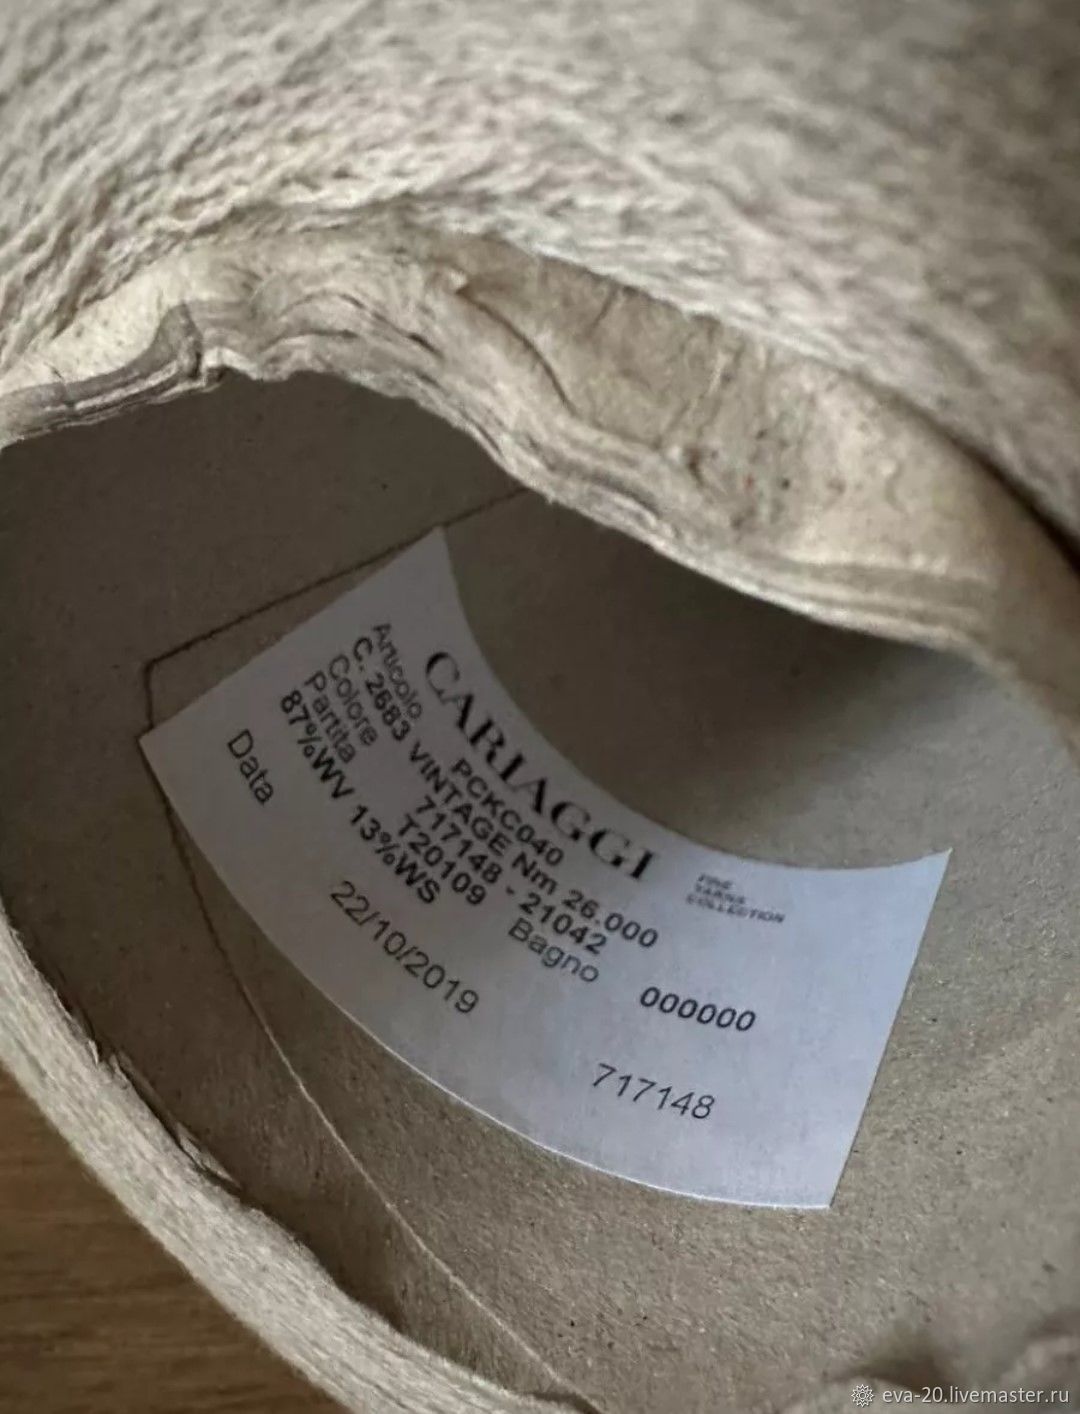 CARIAGGI
FINE
YARNS
COLLECTION
Articolo PCKC040
C. 2683 VINTAGE Nm 26.000
Colore 717148 - 21042
Partita T20109 Bagno 000000
87%WV 13%WS
Data 22/10/2019 717148
eva-20.livemaster.ru